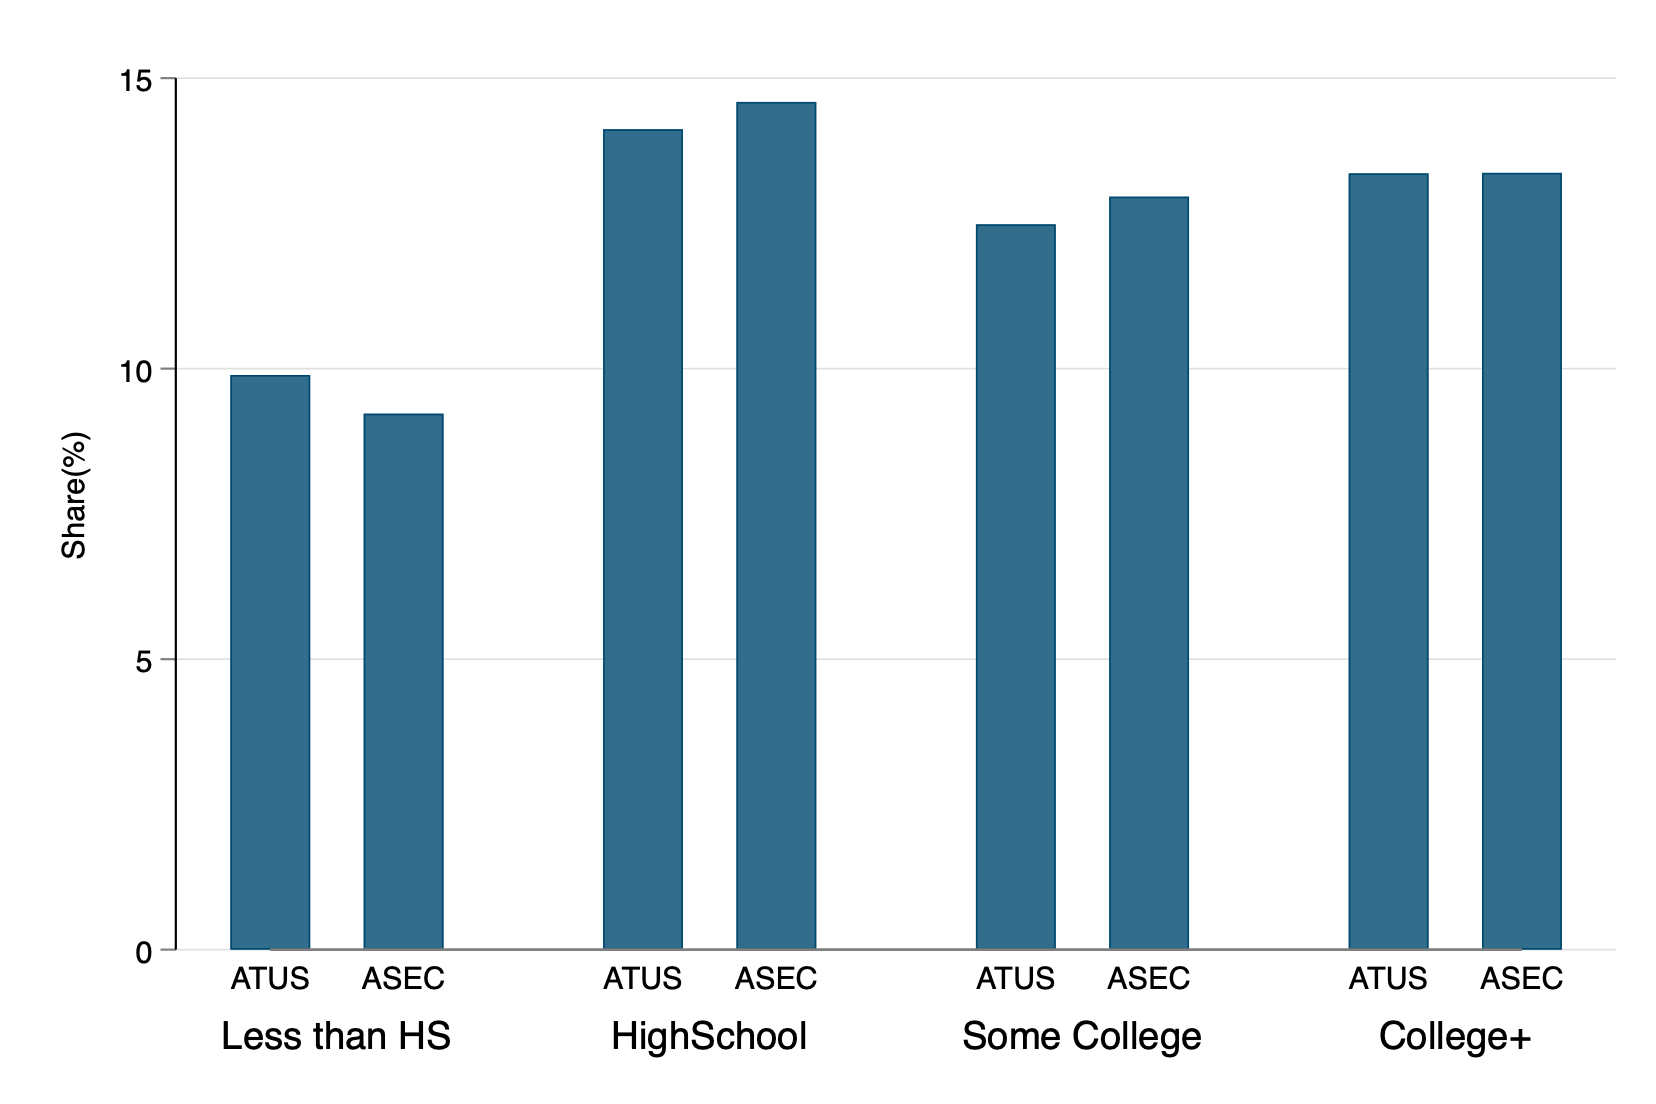 15
10
5
0
Share(%)
ATUS ASEC ATUS ASEC ATUS ASEC ATUS ASEC
Less than HS HighSchool Some College College+